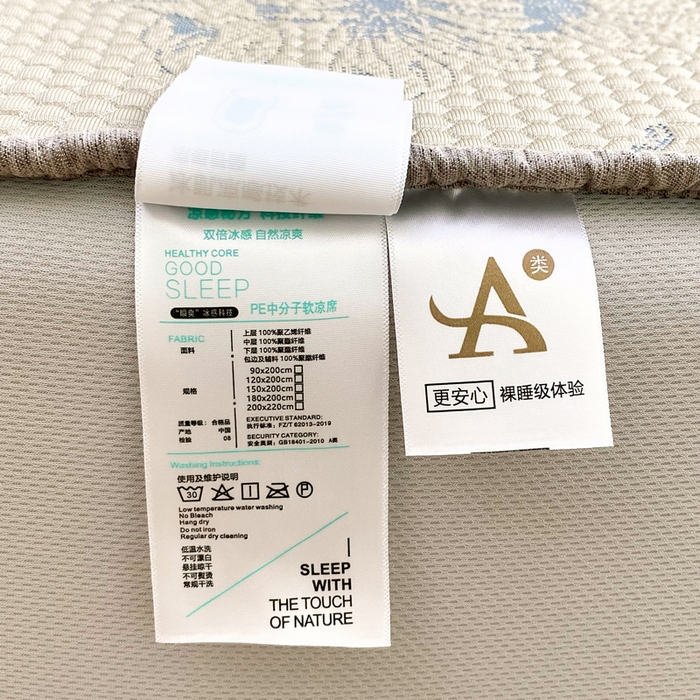 双倍冰感 自然凉爽
HEALTHY CORE
GOOD
SLEEP
"瞬爽"冰感科技
PE中分子软凉席
FABRIC
面料
上层 100%聚乙烯纤维
中层 100%聚酯纤维
下层 100%聚酯纤维
包边及辅料 100%聚酯纤维
规格
90x200cm
120x200cm
150x200cm
180x200cm
200x220cm
质量等级： 合格品
产地 中国
检验 08
EXECUTIVE STANDARD:
执行标准：FZ/T 62013-2019
SECURITY CATEGORY:
安全类别：GB18401-2010 A类
Washing Instructions:
使用及维护说明
30
P
Low temperature water washing
No Bleach
Hang dry
Do not iron
Regular dry cleaning
低温水洗
不可漂白
悬挂晾干
不可熨烫
常规干洗
SLEEP
WITH
THE TOUCH
OF NATURE
A类
更安心 裸睡级体验